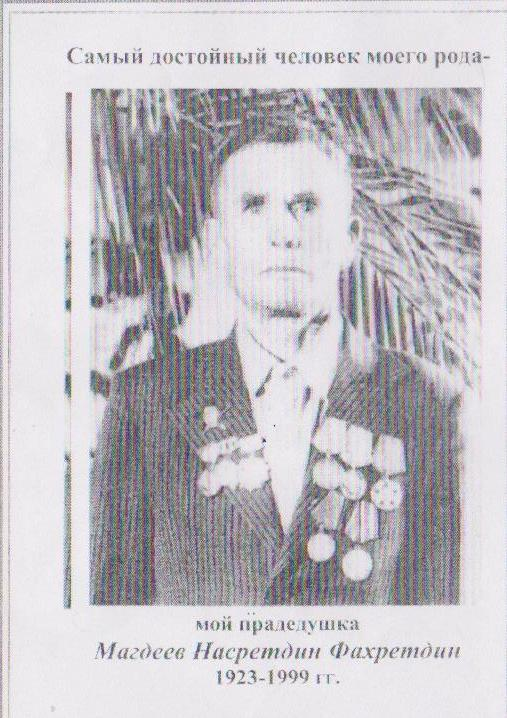 Самый достойный человек моего рода-
мой прадедушка
Магдеев Насретдин Фахретдин
1923-1999 гг.